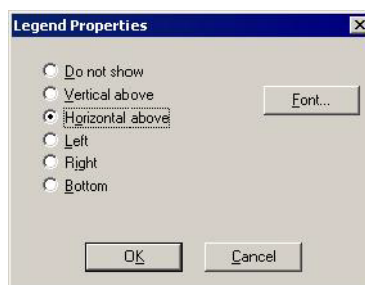 Legend Properties
Do not show
Vertical above
Font...
Horizontal above
Left
Right
Bottom
OK
Cancel